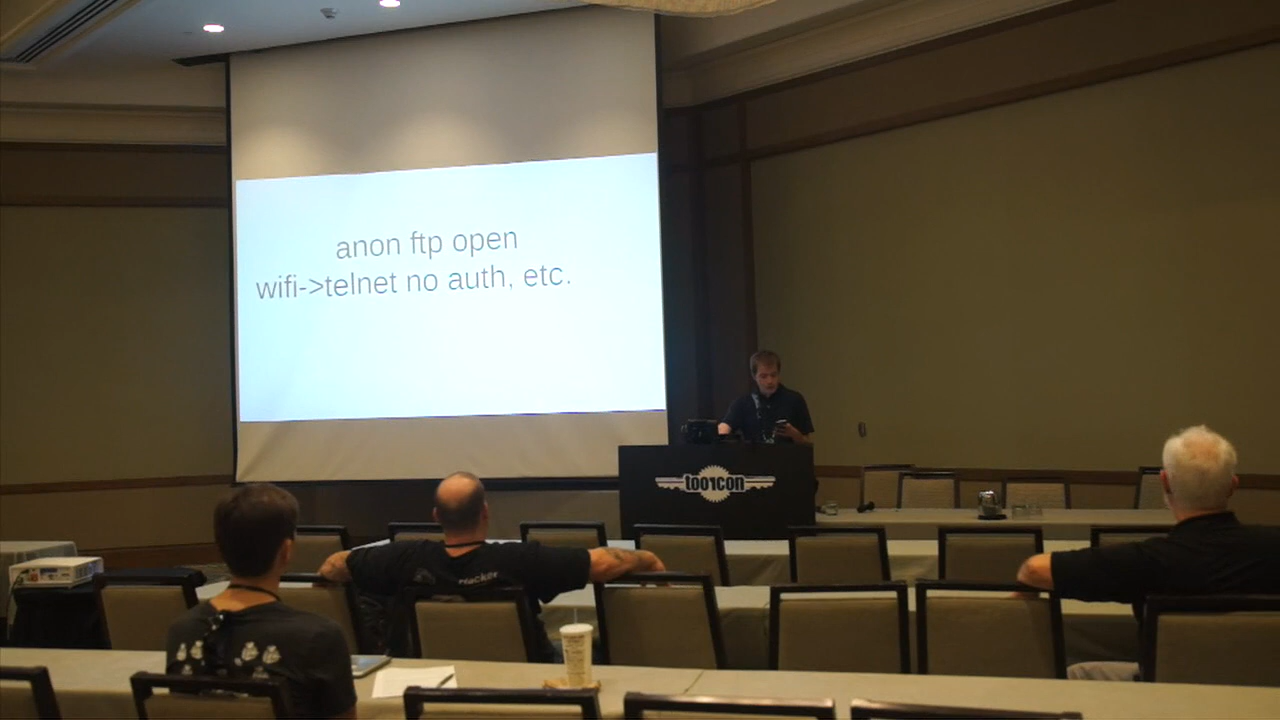 anon ftp open
wifi->telnet no auth, etc.
too1con
Hacker